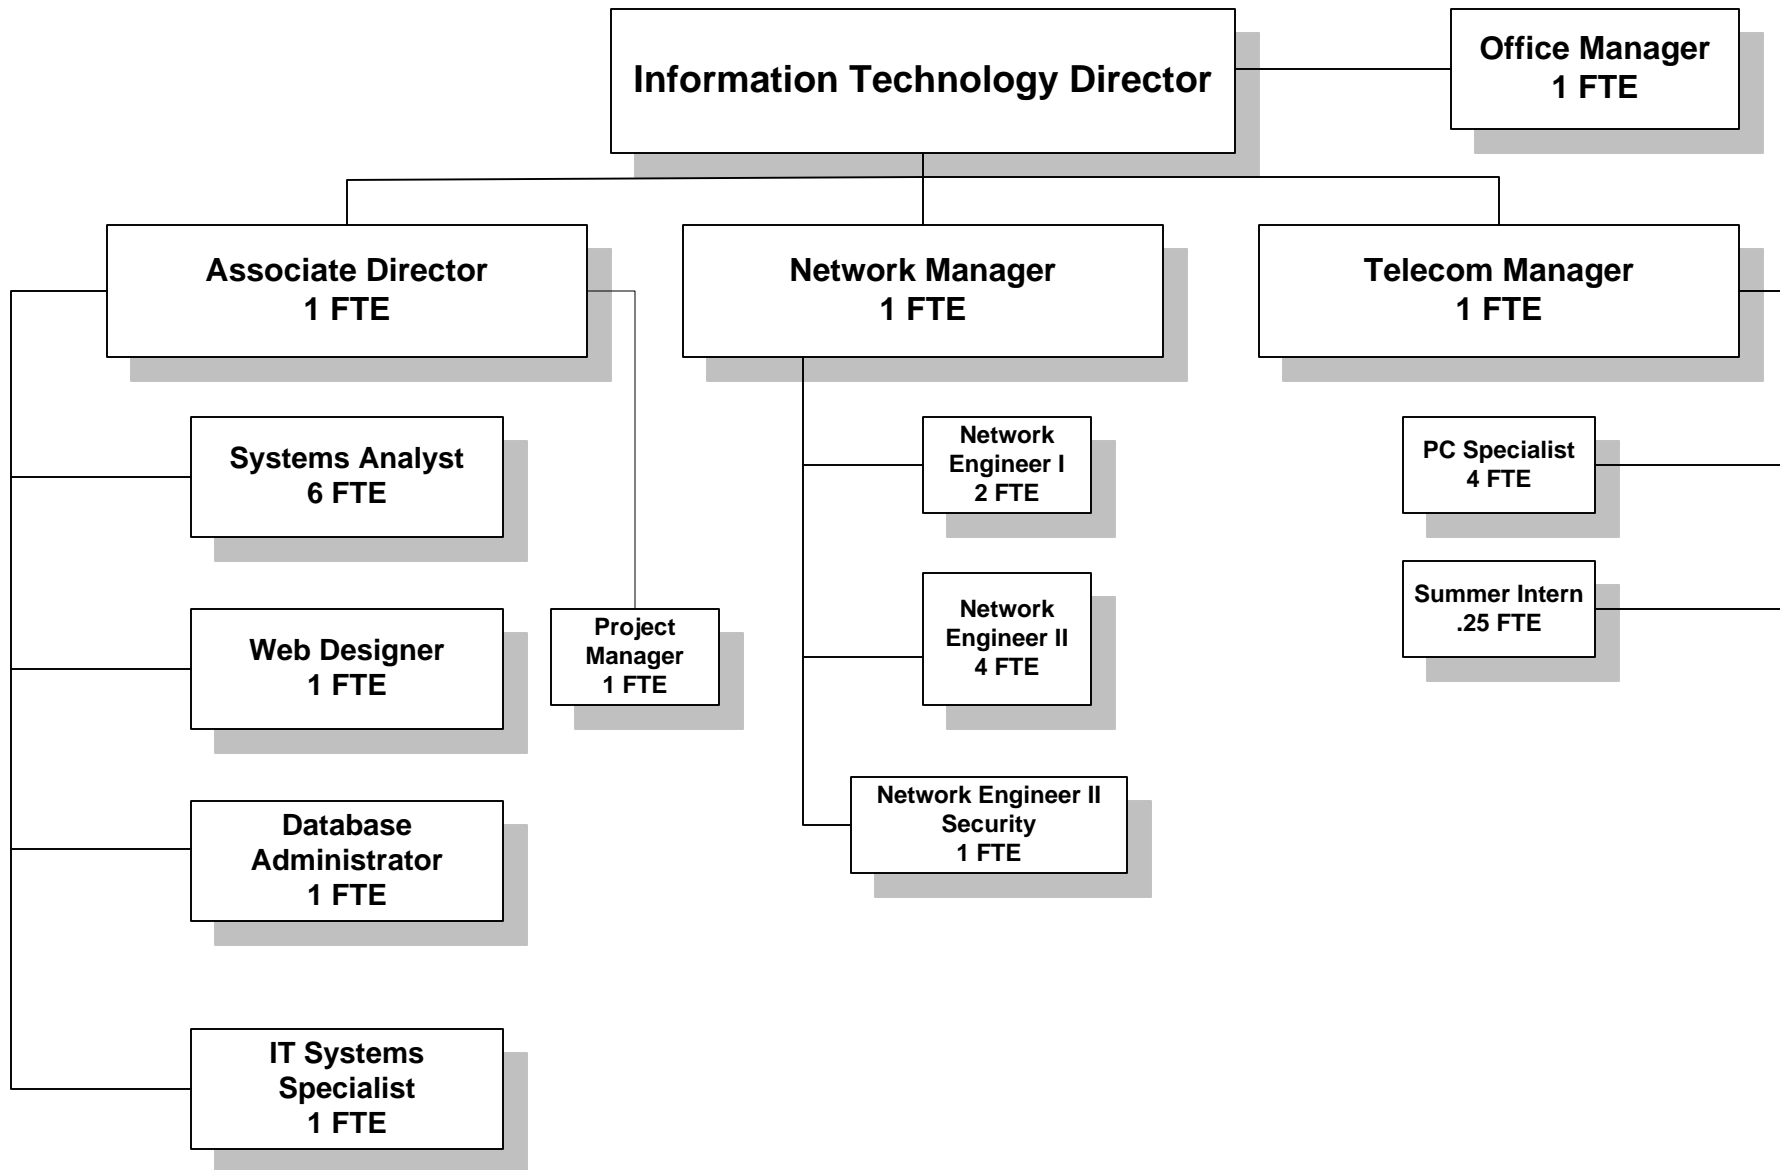 Information Technology Director
Office Manager
1 FTE
Associate Director
1 FTE
Network Manager
1 FTE
Telecom Manager
1 FTE
Systems Analyst
6 FTE
Web Designer
1 FTE
Database
Administrator
1 FTE
IT Systems
Specialist
1 FTE
Project
Manager
1 FTE
Network
Engineer I
2 FTE
Network
Engineer II
4 FTE
Network Engineer II
Security
1 FTE
PC Specialist
4 FTE
Summer Intern
.25 FTE